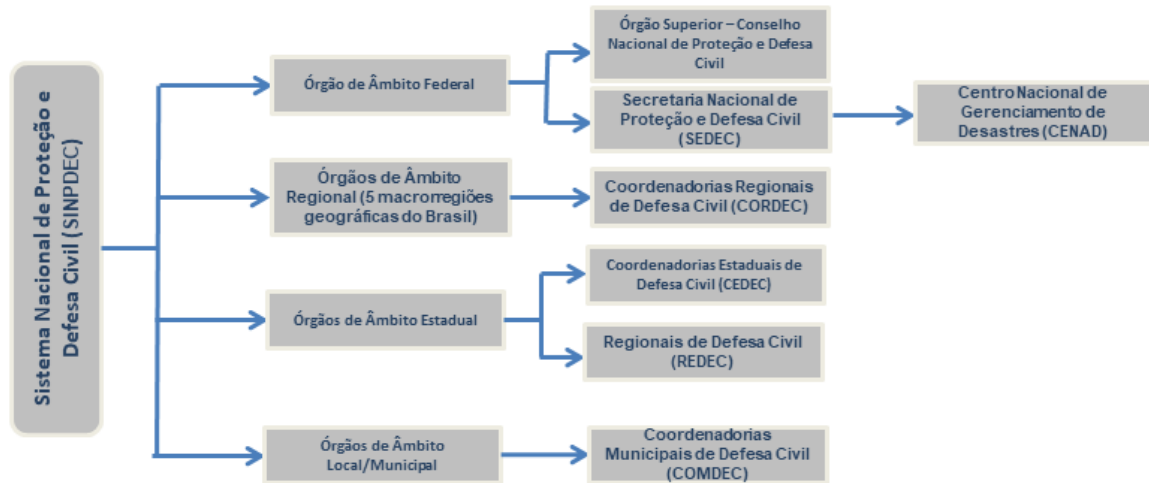 Sistema Nacional de Proteção e
Defesa Civil (SINPDEC)
Órgão de Âmbito Federal
Órgão Superior – Conselho
Nacional de Proteção e Defesa
Civil
Secretaria Nacional de
Proteção e Defesa Civil
(SEDEC)
Centro Nacional de
Gerenciamento de
Desastres (CENAD)
Órgãos de Âmbito
Regional (5 macrorregiões
geográficas do Brasil)
Coordenadorias Regionais
de Defesa Civil (CORDEC)
Órgãos de Âmbito Estadual
Coordenadorias Estaduais de
Defesa Civil (CEDEC)
Regionais de Defesa Civil
(REDEC)
Órgãos de Âmbito
Local/Municipal
Coordenadorias
Municipais de Defesa Civil
(COMDEC)